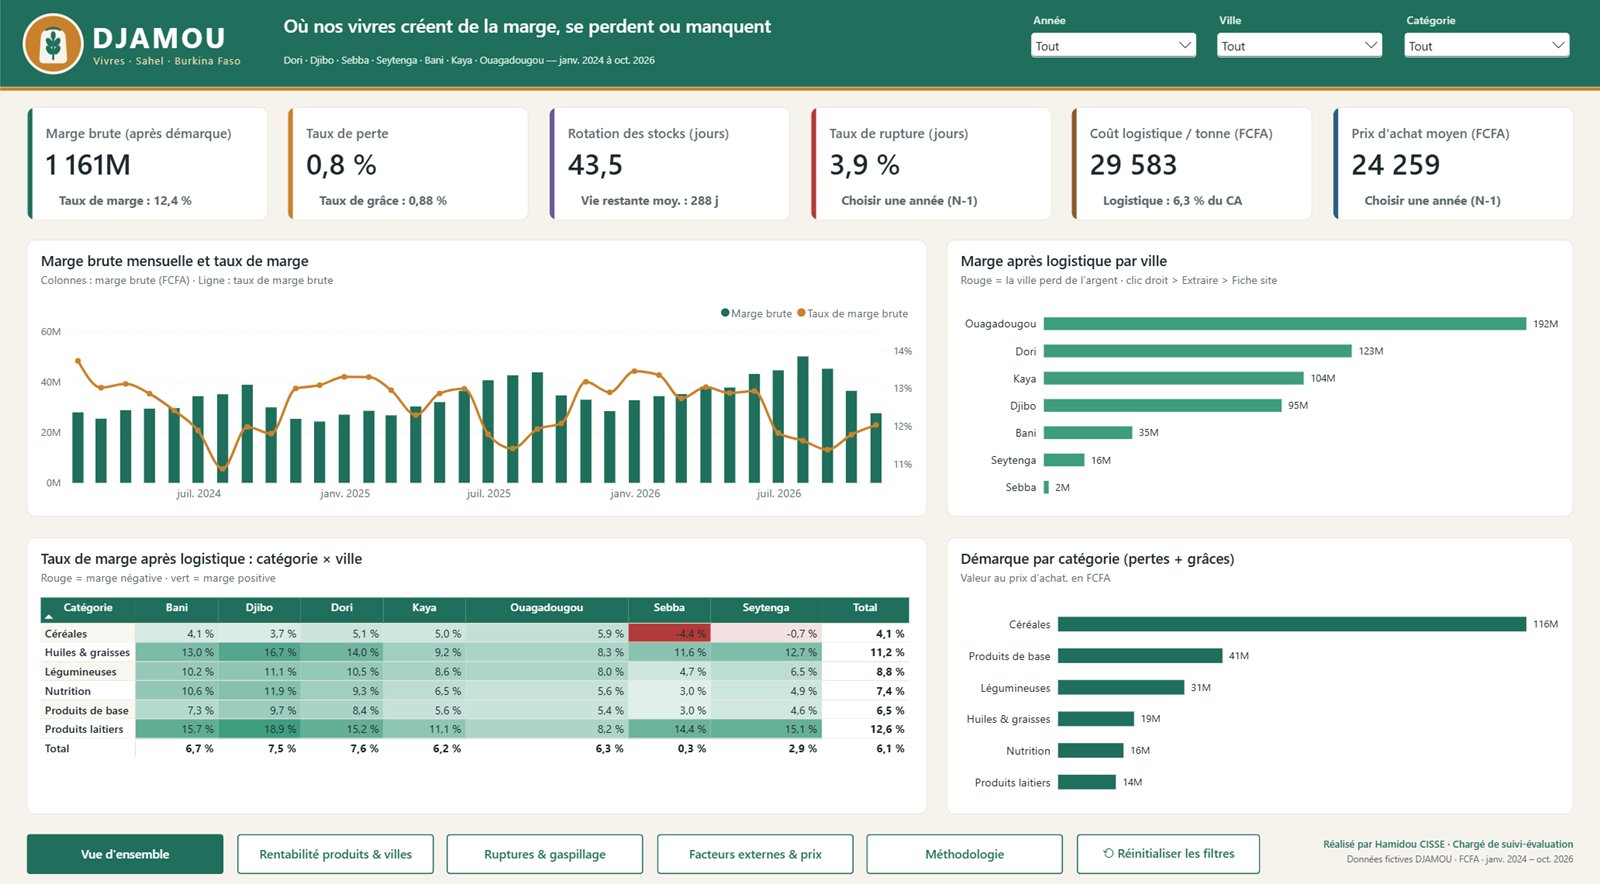 DJAMOU
Vivres · Sahel · Burkina Faso
Où nos vivres créent de la marge, se perdent ou manquent
Dori · Djibo · Sebba · Seytenga · Bani · Kaya · Ouagadougou — janv. 2024 à oct. 2026
Année
Tout
Ville
Tout
Catégorie
Tout
Marge brute (après démarque)
1 161M
Taux de marge : 12,4 %
Taux de perte
0,8 %
Taux de grâce : 0,88 %
Rotation des stocks (jours)
43,5
Vie restante moy. : 288 j
Taux de rupture (jours)
3,9 %
Choisir une année (N-1)
Coût logistique / tonne (FCFA)
29 583
Logistique : 6,3 % du CA
Prix d'achat moyen (FCFA)
24 259
Choisir une année (N-1)
Marge brute mensuelle et taux de marge
Colonnes : marge brute (FCFA) · Ligne : taux de marge brute
Marge brute Taux de marge brute
60M
40M
20M
0M
14%
13%
12%
11%
juil. 2024 janv. 2025 juil. 2025 janv. 2026 juil. 2026
Marge après logistique par ville
Rouge = la ville perd de l'argent · clic droit > Extraire > Fiche site
Ouagadougou 192M
Dori 123M
Kaya 104M
Djibo 95M
Bani 35M
Seytenga 16M
Sebba 2M
Taux de marge après logistique : catégorie × ville
Rouge = marge négative · vert = marge positive
Catégorie Bani Djibo Dori Kaya Ouagadougou Sebba Seytenga Total
Céréales 4,1 % 3,7 % 5,1 % 5,0 % 5,9 % -4,4 % -0,7 % 4,1 %
Huiles & graisses 13,0 % 16,7 % 14,0 % 9,2 % 8,3 % 11,6 % 12,7 % 11,2 %
Légumineuses 10,2 % 11,1 % 10,5 % 8,6 % 8,0 % 4,7 % 6,5 % 8,8 %
Nutrition 10,6 % 11,9 % 9,3 % 6,5 % 5,6 % 3,0 % 4,9 % 7,4 %
Produits de base 7,3 % 9,7 % 8,4 % 5,6 % 5,4 % 3,0 % 4,6 % 6,5 %
Produits laitiers 15,7 % 18,9 % 15,2 % 11,1 % 8,2 % 14,4 % 15,1 % 12,6 %
Total 6,7 % 7,5 % 7,6 % 6,2 % 6,3 % 0,3 % 2,9 % 6,1 %
Démarque par catégorie (pertes + grâces)
Valeur au prix d'achat, en FCFA
Céréales 116M
Produits de base 41M
Légumineuses 31M
Huiles & graisses 19M
Nutrition 16M
Produits laitiers 14M
Vue d'ensemble
Rentabilité produits & villes
Ruptures & gaspillage
Facteurs externes & prix
Méthodologie
Réinitialiser les filtres
Réalisé par Hamidou CISSE · Chargé de suivi-évaluation
Données fictives DJAMOU · FCFA · janv. 2024 – oct. 2026